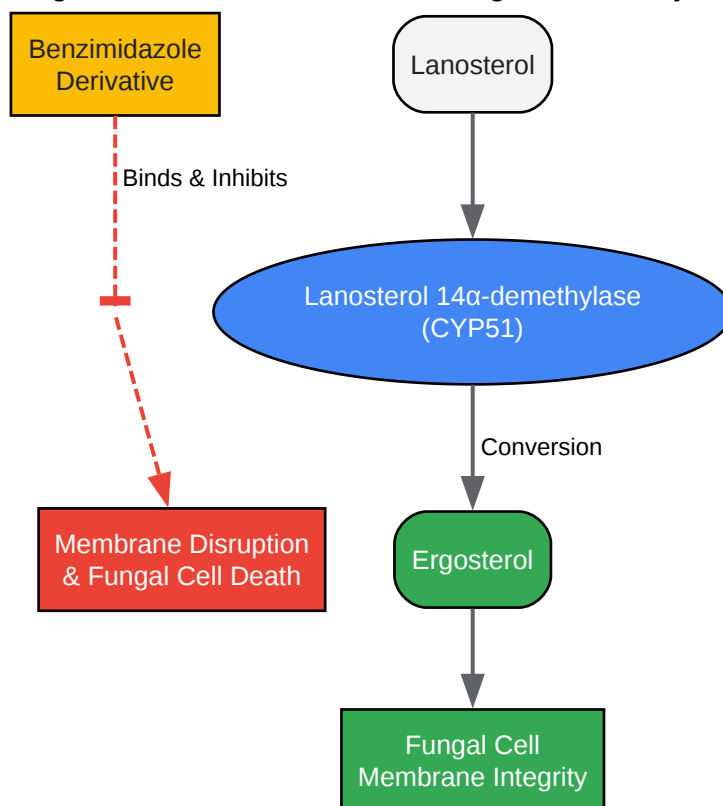 Benzimidazole
Derivative
Lanosterol
Binds & Inhibits
Lanosterol 14α-demethylase
(CYP51)
Conversion
Membrane Disruption
& Fungal Cell Death
Ergosterol
Fungal Cell
Membrane Integrity